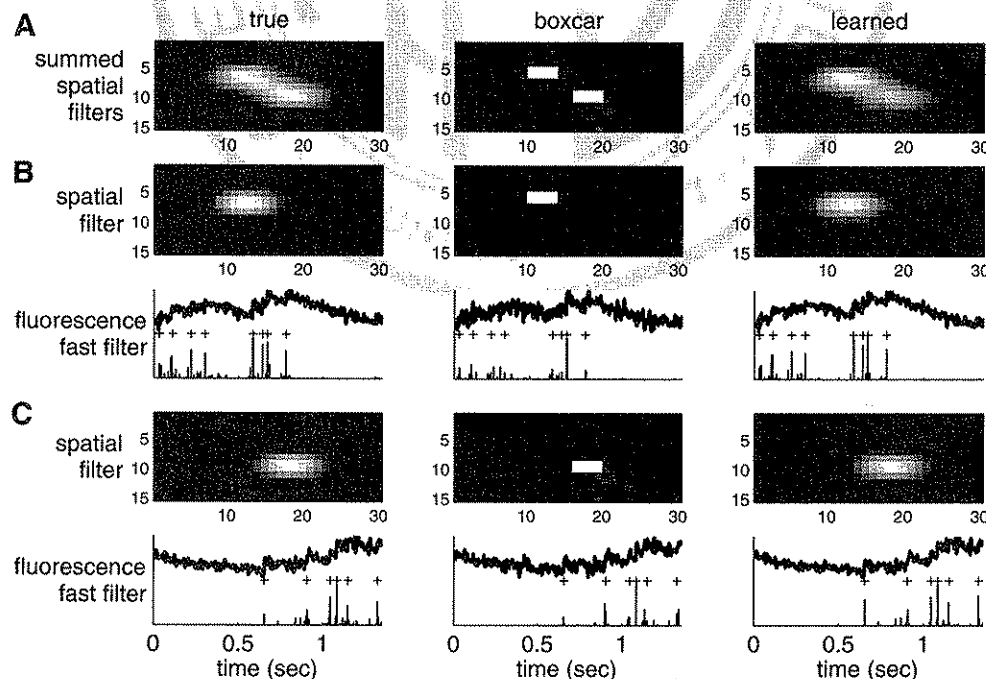 true boxcar learned
A
summed spatial filters
5 5 5
10 10 10
15 15 15
10 20 30 10 20 30 10 20 30
B
spatial filter
5 5 5
10 10 10
15 15 15
10 20 30 10 20 30 10 20 30
fluorescence
fast filter
C
spatial filter
5 5 5
10 10 10
15 15 15
10 20 30 10 20 30 10 20 30
fluorescence
fast filter
0 0.5 1 0 0.5 1 0 0.5 1
time (sec) time (sec) time (sec)